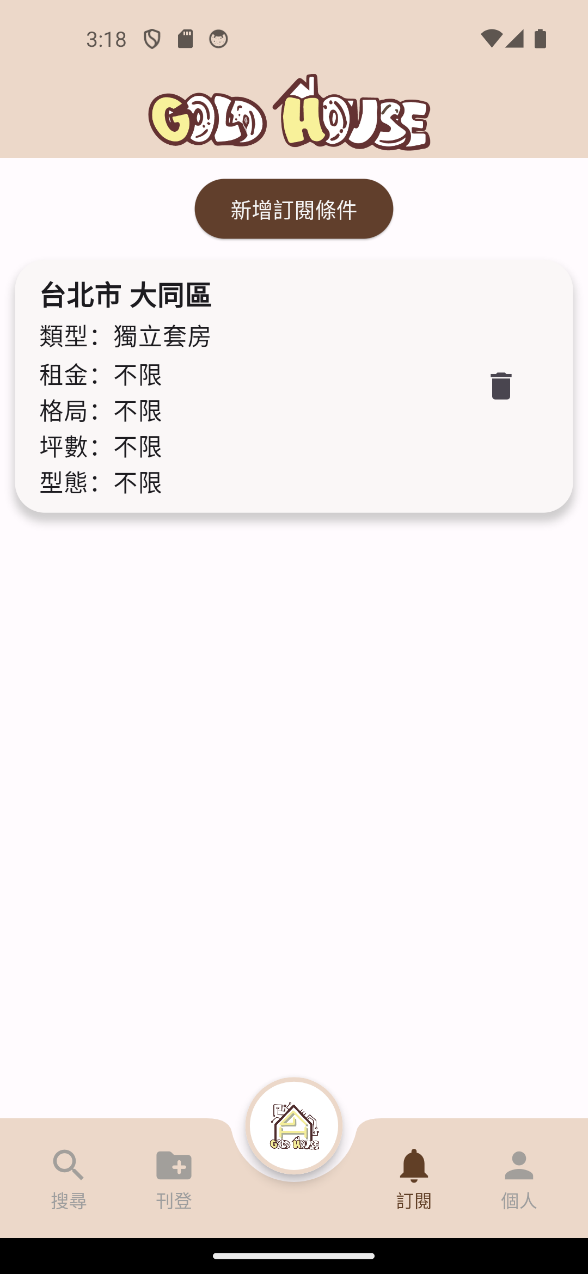 3:18
GOLD HOUSE
新增訂閱條件
台北市 大同區
類型：獨立套房
租金：不限
格局：不限
坪數：不限
型態：不限
GOLD HOUSE
搜尋
刊登
訂閱
個人